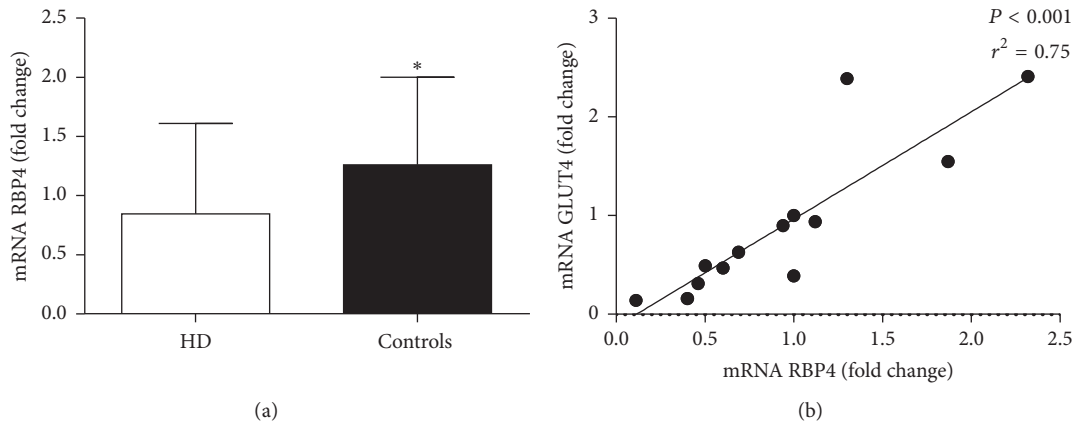 mRNA RBP4 (fold change)
2.5
2.0
1.5
1.0
0.5
0.0
*
HD Controls
(a)
mRNA GLUT4 (fold change)
3
2
1
0
P < 0.001
r² = 0.75
0.0 0.5 1.0 1.5 2.0 2.5
mRNA RBP4 (fold change)
(b)